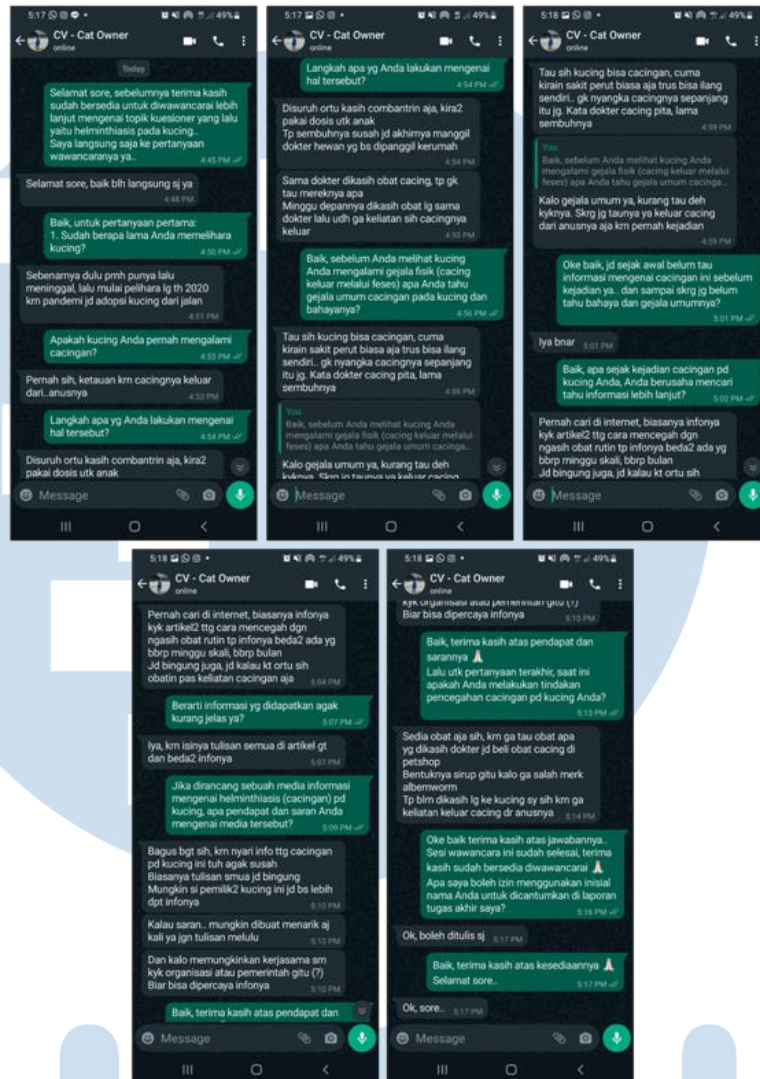 5:17
49%
CV - Cat Owner
online
Today
Selamat sore, sebelumnya terima kasih
sudah bersedia untuk diwawancarai lebih
lanjut mengenai topik kuesioner yang lalu
yaitu helminthiasis pada kucing..
Saya langsung saja ke pertanyaan
wawancaranya ya..
4:45 PM
Selamat sore, baik blh langsung sj ya
4:48 PM
Baik, untuk pertanyaan pertama:
1. Sudah berapa lama Anda memelihara
kucing?
4:50 PM
Sebenarnya dulu prnh punya lalu
meninggal, lalu mulai pelihara lg th 2020
krn pandemi jd adopsi kucing dari jalan
4:51 PM
Apakah kucing Anda pernah mengalami
cacingan?
4:53 PM
Pernah sih, ketauan krn cacingnya keluar
dari..anusnya
4:53 PM
Langkah apa yg Anda lakukan mengenai
hal tersebut?
4:54 PM
Disuruh ortu kasih combantrin aja, kira2
pakai dosis utk anak
Message
5:17
49%
CV - Cat Owner
online
Langkah apa yg Anda lakukan mengenai
hal tersebut?
4:54 PM
Disuruh ortu kasih combantrin aja, kira2
pakai dosis utk anak
Tp sembuhnya susah jd akhirnya manggil
dokter hewan yg bs dipanggil kerumah
4:54 PM
Sama dokter dikasih obat cacing, tp gk
tau mereknya apa
Minggu depannya dikasih obat lg sama
dokter lalu udh ga keliatan sih cacingnya
keluar
4:55 PM
Baik, sebelum Anda melihat kucing
Anda mengalami gejala fisik (cacing
keluar melalui feses) apa Anda tahu
gejala umum cacingan pada kucing dan
bahayanya?
4:56 PM
Tau sih kucing bisa cacingan, cuma
kirain sakit perut biasa aja trus bisa ilang
sendiri.. gk nyangka cacingnya sepanjang
itu jg. Kata dokter cacing pita, lama
sembuhnya
4:59 PM
You
Baik, sebelum Anda melihat kucing Anda
mengalami gejala fisik (cacing keluar melalui
feses) apa Anda tahu gejala umum cacinga...
Kalo gejala umum ya, kurang tau deh
kyknya. Skrg jg taunya ya keluar cacing
Message
5:18
49%
CV - Cat Owner
online
Tau sih kucing bisa cacingan, cuma
kirain sakit perut biasa aja trus bisa ilang
sendiri.. gk nyangka cacingnya sepanjang
itu jg. Kata dokter cacing pita, lama
sembuhnya
4:59 PM
You
Baik, sebelum Anda melihat kucing Anda
mengalami gejala fisik (cacing keluar melalui
feses) apa Anda tahu gejala umum cacinga...
Kalo gejala umum ya, kurang tau deh
kyknya. Skrg jg taunya ya keluar cacing
dari anusnya aja krn pernah kejadian
4:59 PM
Oke baik, jd sejak awal belum tau
informasi mengenai cacingan ini sebelum
kejadian ya.. dan sampai skrg jg belum
tahu bahaya dan gejala umumnya?
5:01 PM
Iya bnar
5:01 PM
Baik, apa sejak kejadian cacingan pd
kucing Anda, Anda berusaha mencari
tahu informasi lebih lanjut?
5:02 PM
Pernah cari di internet, biasanya infonya
kyk artikel2 ttg cara mencegah dgn
ngasih obat rutin tp infonya beda2 ada yg
bbrp minggu skali, bbrp bulan
Jd bingung juga, jd kalau kt ortu sih
Message
5:18
49%
CV - Cat Owner
online
Pernah cari di internet, biasanya infonya
kyk artikel2 ttg cara mencegah dgn
ngasih obat rutin tp infonya beda2 ada yg
bbrp minggu skali, bbrp bulan
Jd bingung juga, jd kalau kt ortu sih
obatin pas keliatan cacingan aja
5:04 PM
Berarti informasi yg didapatkan agak
kurang jelas ya?
5:07 PM
Iya, krn isinya tulisan semua di artikel gt
dan beda2 infonya
5:07 PM
Jika dirancang sebuah media informasi
mengenai helminthiasis (cacingan) pd
kucing, apa pendapat dan saran Anda
mengenai media tersebut?
5:09 PM
Bagus bgt sih, krn nyari info ttg cacingan
pd kucing ini tuh agak susah
Biasanya tulisan smua jd bingung
Mungkin si pemilik2 kucing ini jd bs lebih
dpt infonya
5:10 PM
Kalau saran.. mungkin dibuat menarik aj
kali ya jgn tulisan melulu
5:10 PM
Dan kalo memungkinkan kerjasama sm
kyk organisasi atau pemerintah gitu (?)
Biar bisa dipercaya infonya
5:10 PM
Baik, terima kasih atas pendapat dan
Message
5:18
49%
CV - Cat Owner
online
kyk organisasi atau pemerintah gitu (?)
Biar bisa dipercaya infonya
5:10 PM
Baik, terima kasih atas pendapat dan
sarannya 🙏🏻
Lalu utk pertanyaan terakhir, saat ini
apakah Anda melakukan tindakan
pencegahan cacingan pd kucing Anda?
5:13 PM
Sedia obat aja sih, krn ga tau obat apa
yg dikasih dokter jd beli obat cacing di
petshop
Bentuknya sirup gitu kalo ga salah merk
albemworm
Tp blm dikasih lg ke kucing sy sih krn ga
keliatan keluar cacing dr anusnya
5:14 PM
Oke baik terima kasih atas jawabannya..
Sesi wawancara ini sudah selesai, terima
kasih sudah bersedia diwawancarai 🙏🏻
Apa saya boleh izin menggunakan inisial
nama Anda untuk dicantumkan di laporan
tugas akhir saya?
5:16 PM
Ok, boleh ditulis sj
5:17 PM
Baik, terima kasih atas kesediaannya 🙏🏻
Selamat sore..
5:17 PM
Ok, sore..
5:17 PM
Message